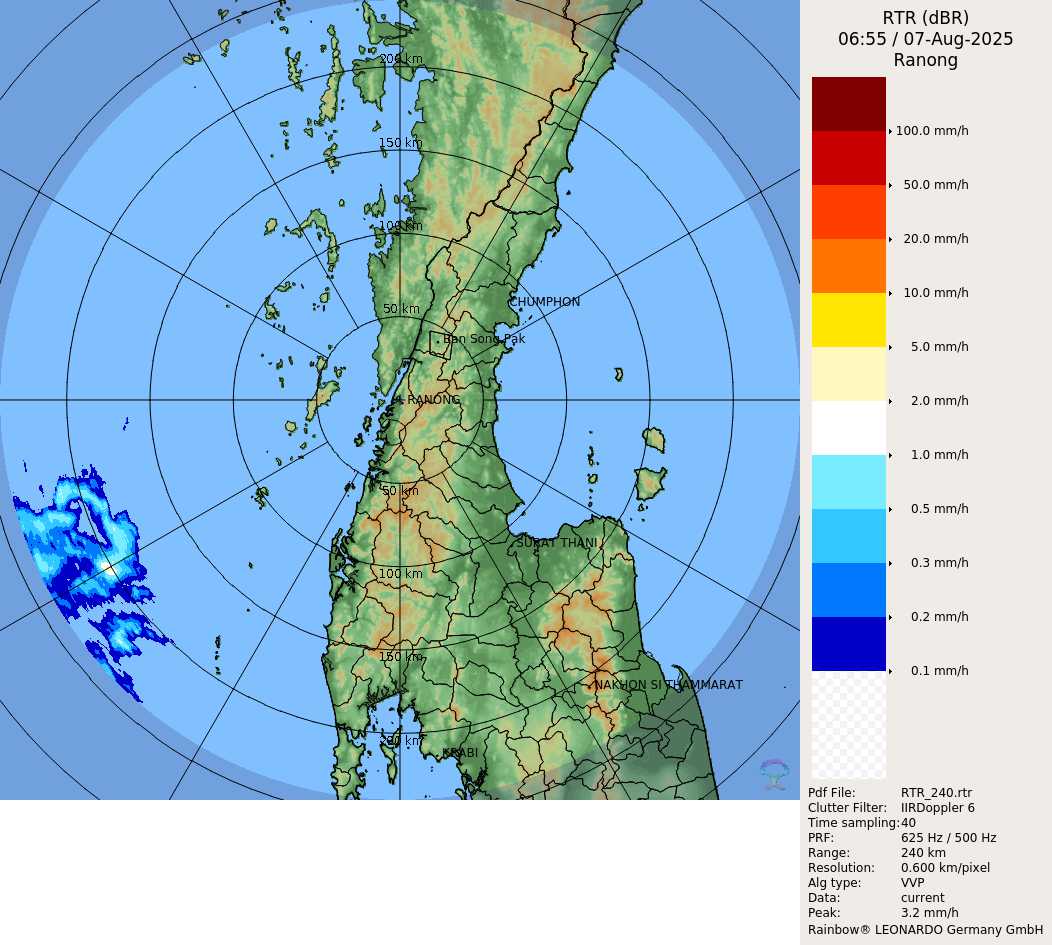 RTR (dBR)
06:55 / 07-Aug-2025
Ranong
200 km
150 km
100 km
50 km
CHUMPHON
Ban Song Pak
RANONG
50 km
SURAT THANI
100 km
150 km
NAKHON SI THAMMARAT
200 km
KRABI
100.0 mm/h
50.0 mm/h
20.0 mm/h
10.0 mm/h
5.0 mm/h
2.0 mm/h
1.0 mm/h
0.5 mm/h
0.3 mm/h
0.2 mm/h
0.1 mm/h
Pdf File: RTR_240.rtr
Clutter Filter: IIRDoppler 6
Time sampling:40
PRF: 625 Hz / 500 Hz
Range: 240 km
Resolution: 0.600 km/pixel
Alg type: VVP
Data: current
Peak: 3.2 mm/h
Rainbow® LEONARDO Germany GmbH